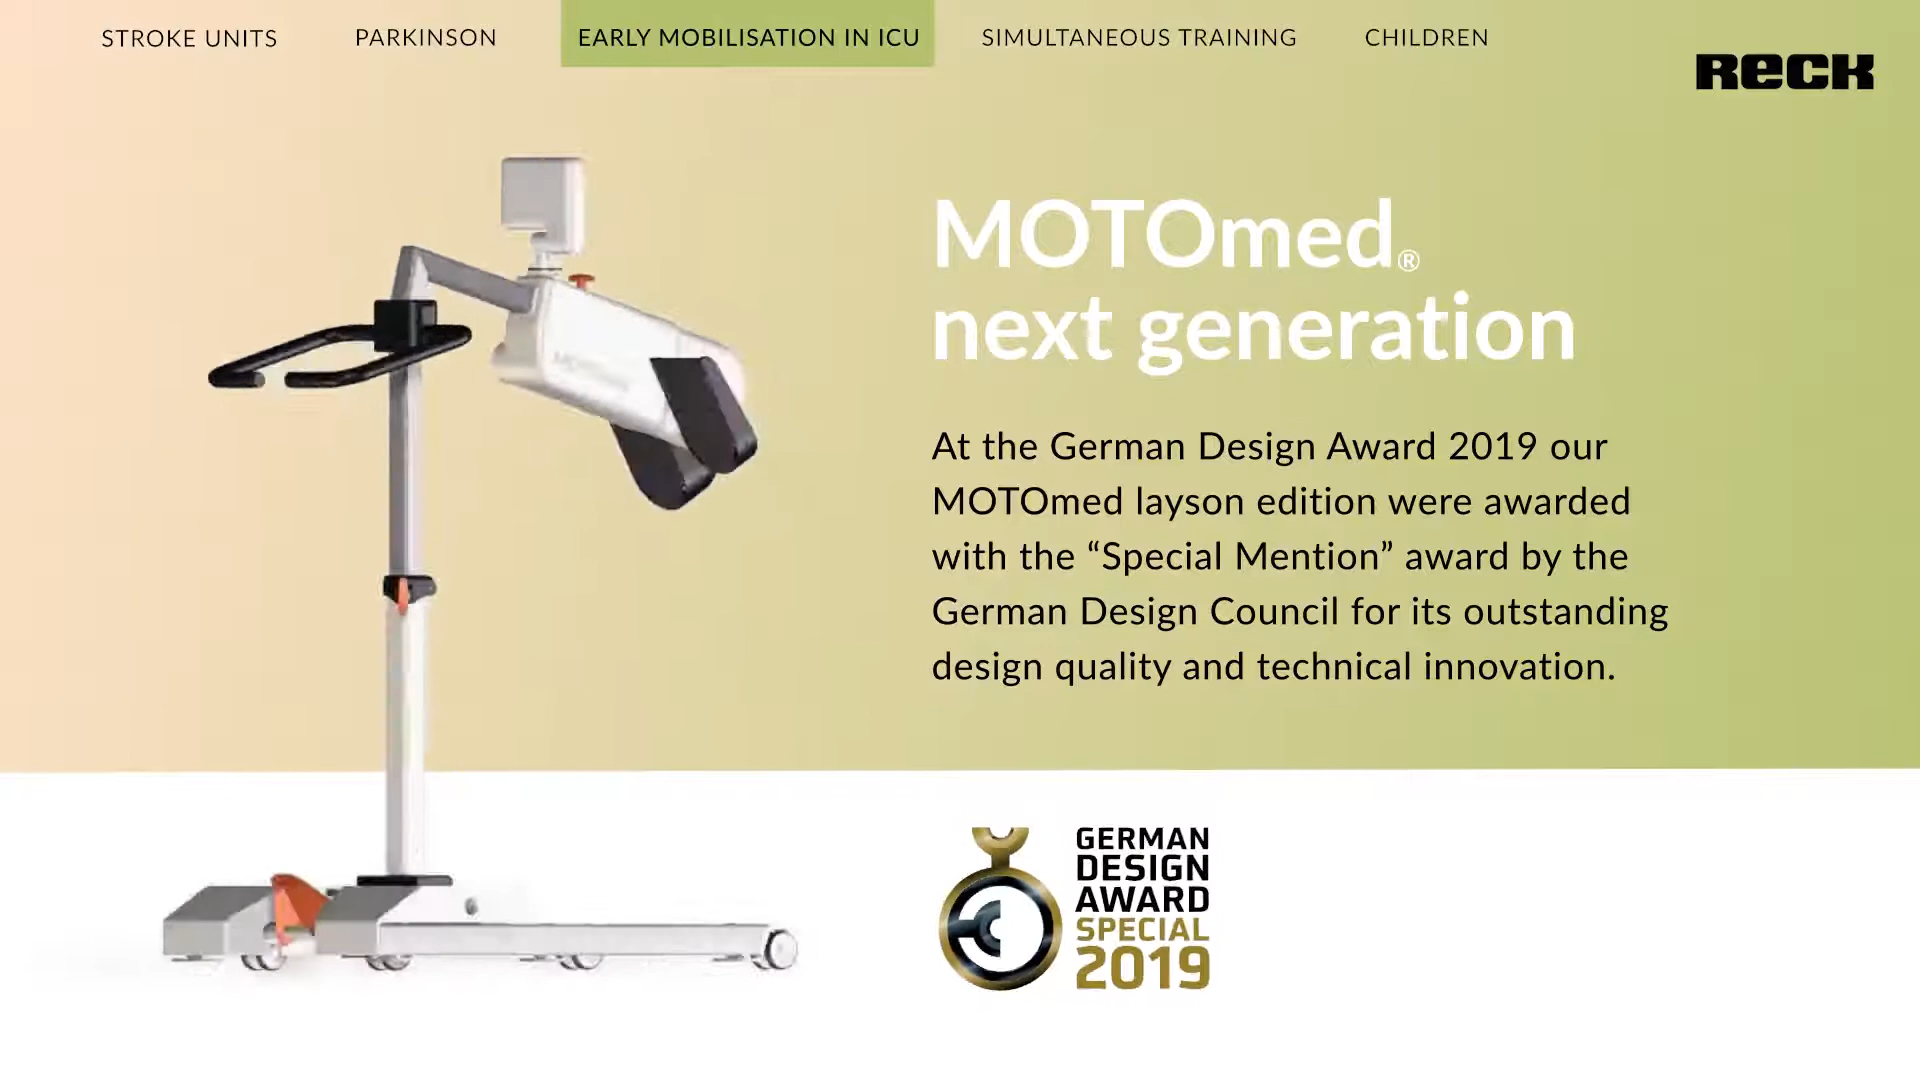 STROKE UNITS
PARKINSON
EARLY MOBILISATION IN ICU
SIMULTANEOUS TRAINING
CHILDREN
RECK
MOTOmed®
next generation
At the German Design Award 2019 our
MOTOmed layson edition were awarded
with the “Special Mention” award by the
German Design Council for its outstanding
design quality and technical innovation.
GERMAN
DESIGN
AWARD
SPECIAL
2019